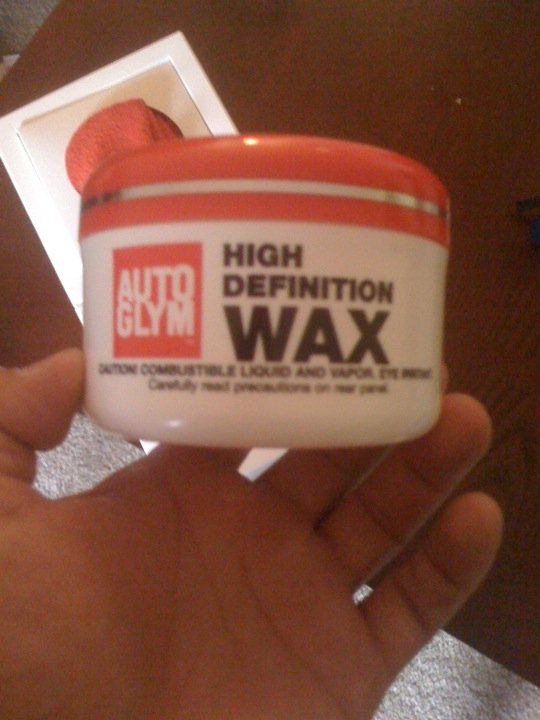 AUTO
GLYM
HIGH
DEFINITION
WAX
CAUTION! COMBUSTIBLE LIQUID AND VAPOR. EYE IRRITANT.
Carefully read precautions on rear panel.